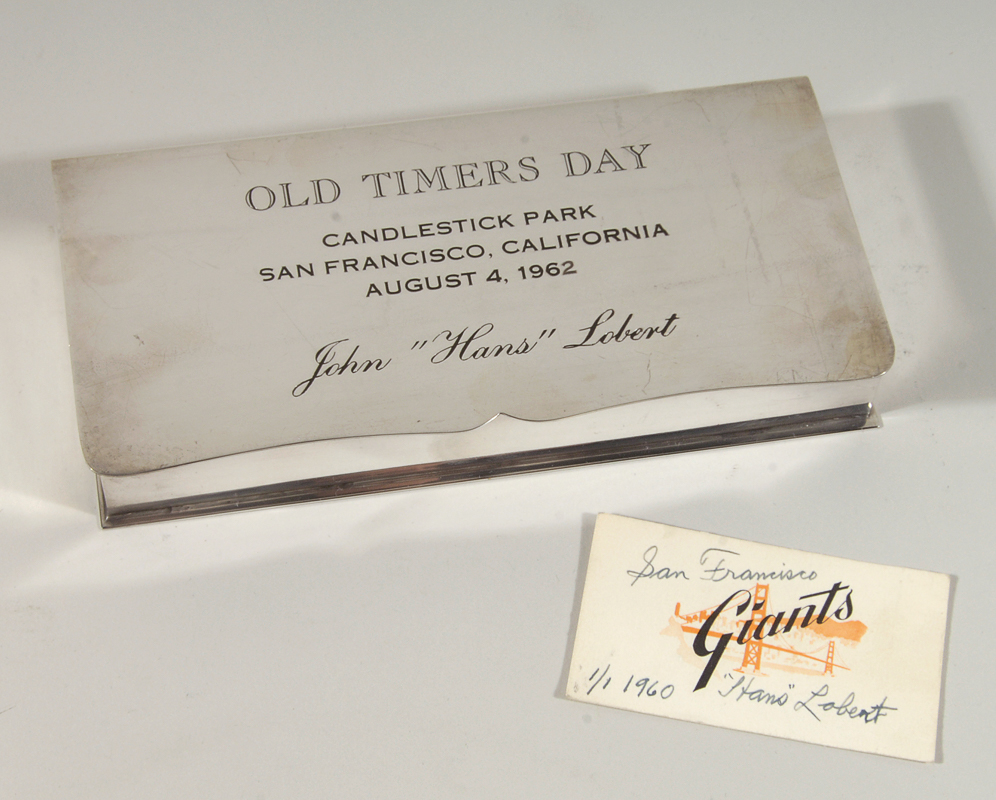 OLD TIMERS DAY
CANDLESTICK PARK
SAN FRANCISCO, CALIFORNIA
AUGUST 4, 1962
John "Hans" Lobert
San Francisco
Giants
1/1 1960 "Hans" Lobert